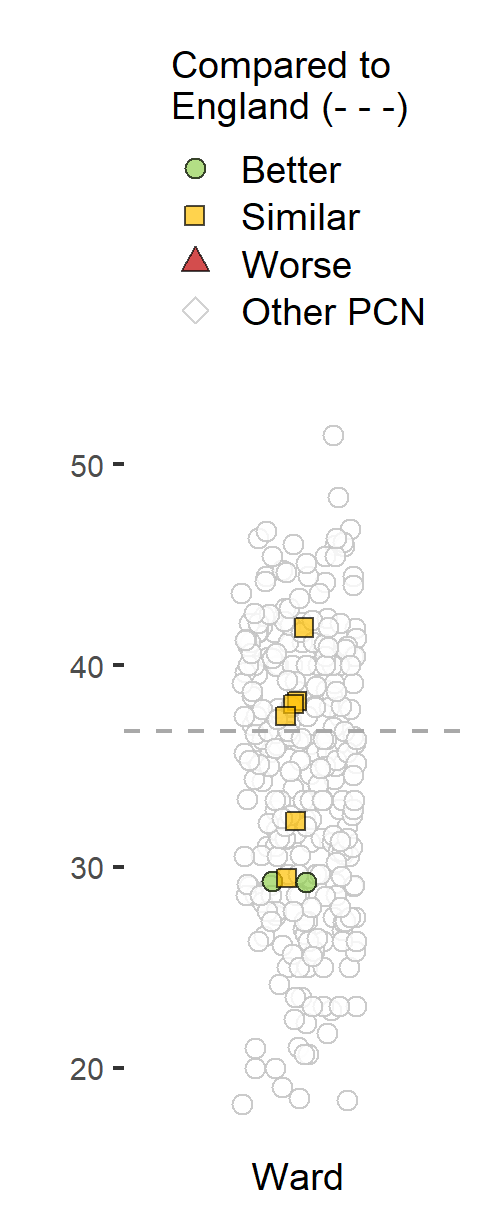 Compared to
England (- - -)
Better
Similar
Worse
Other PCN
50
40
30
20
Ward